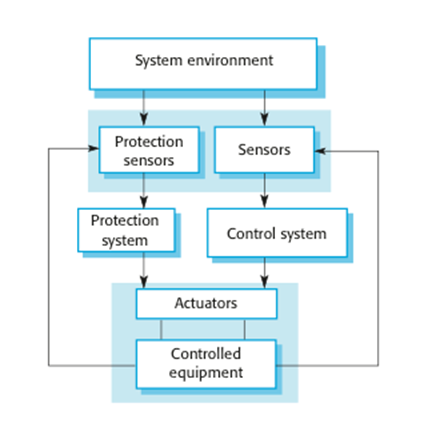 System environment
Protection
sensors
Sensors
Protection
system
Control system
Actuators
Controlled
equipment